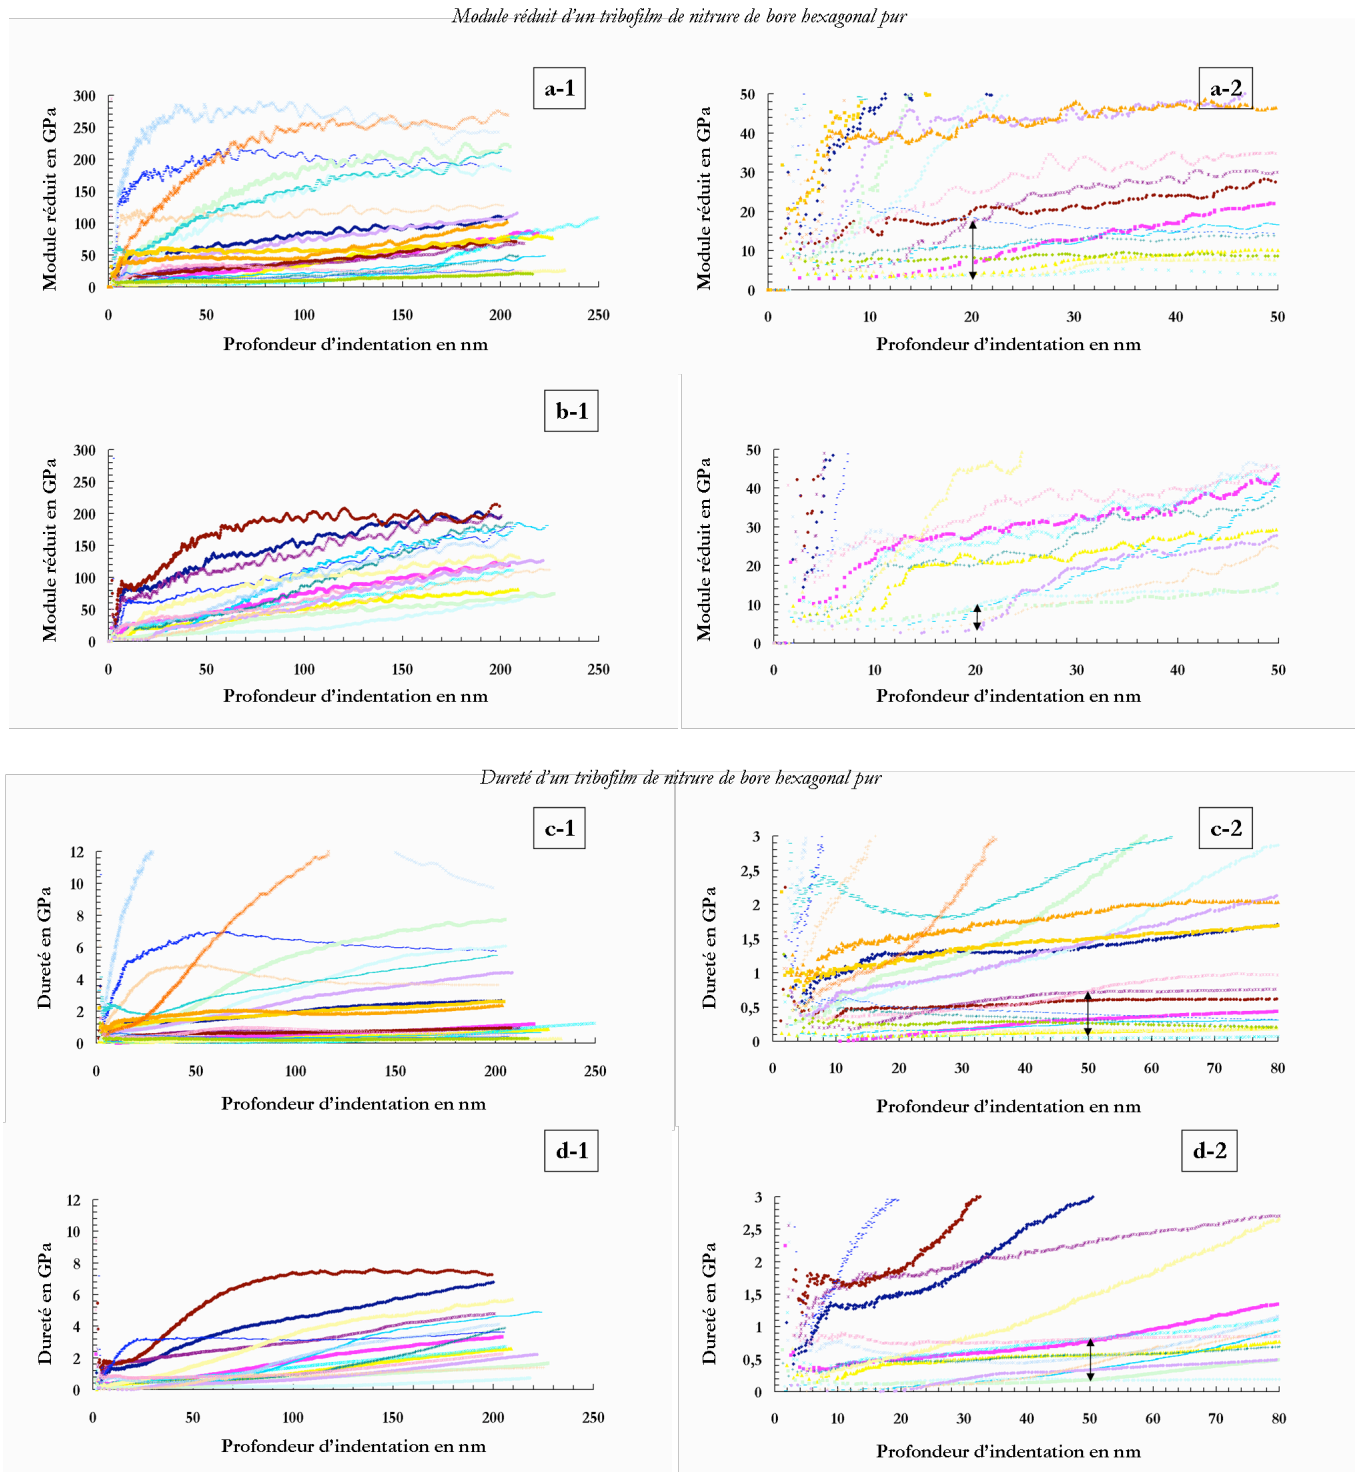 Module réduit d'un tribofilm de nitrure de bore hexagonal pur
a-1
300
250
200
150
100
50
0
Module réduit en GPa
0 50 100 150 200 250
Profondeur d'indentation en nm
a-2
50
40
30
20
10
0
Module réduit en GPa
0 10 20 30 40 50
Profondeur d'indentation en nm
b-1
300
250
200
150
100
50
0
Module réduit en GPa
0 50 100 150 200 250
Profondeur d'indentation en nm
50
40
30
20
10
0
Module réduit en GPa
0 10 20 30 40 50
Profondeur d'indentation en nm
Dureté d'un tribofilm de nitrure de bore hexagonal pur
c-1
12
10
8
6
4
2
0
Dureté en GPa
0 50 100 150 200 250
Profondeur d'indentation en nm
c-2
3
2,5
2
1,5
1
0,5
0
Dureté en GPa
0 10 20 30 40 50 60 70 80
Profondeur d'indentation en nm
d-1
12
10
8
6
4
2
0
Dureté en GPa
0 50 100 150 200 250
Profondeur d'indentation en nm
d-2
3
2,5
2
1,5
1
0,5
0
Dureté en GPa
0 10 20 30 40 50 60 70 80
Profondeur d'indentation en nm